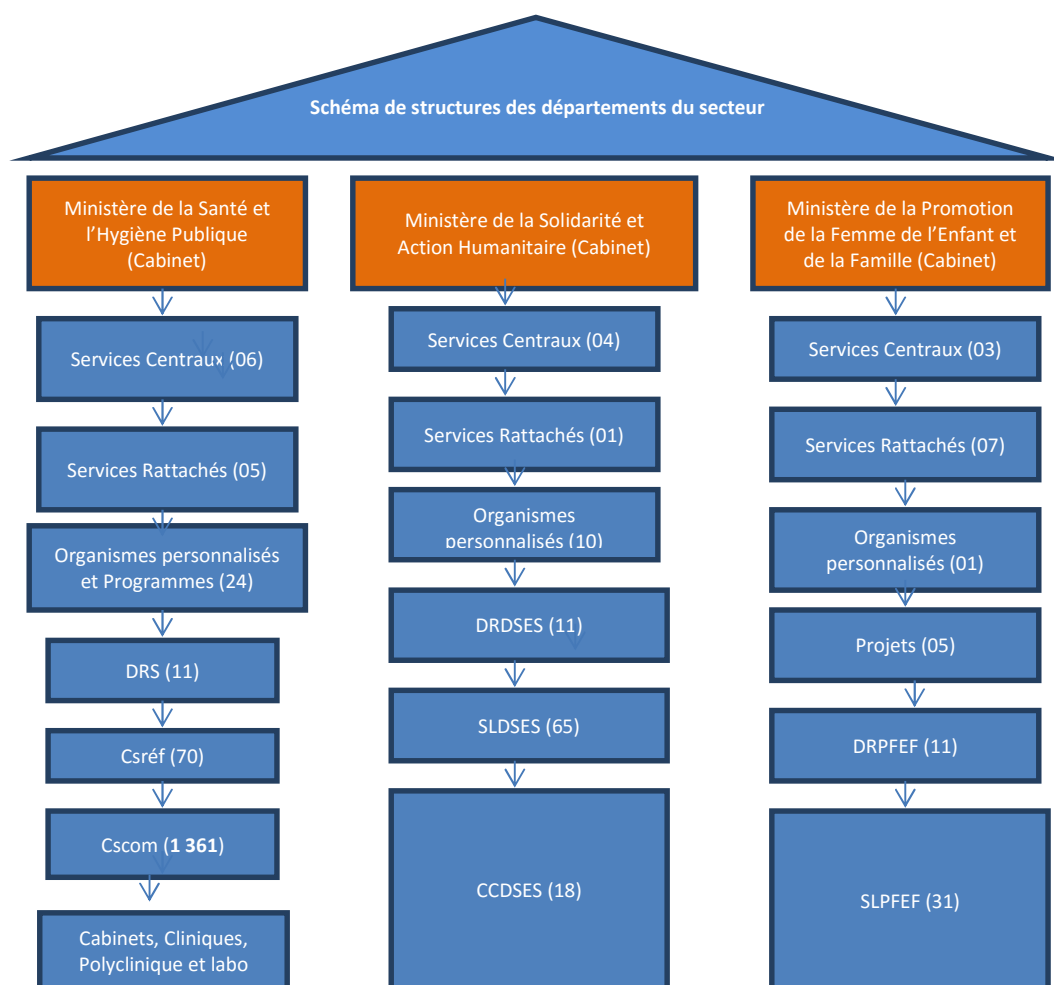 Schéma de structures des départements du secteur
Ministère de la Santé et
l’Hygiène Publique
(Cabinet)
Services Centraux (06)
Services Rattachés (05)
Organismes personnalisés
et Programmes (24)
DRS (11)
Csréf (70)
Cscom (1 361)
Cabinets, Cliniques,
Polyclinique et labo
Ministère de la Solidarité et
Action Humanitaire (Cabinet)
Services Centraux (04)
Services Rattachés (01)
Organismes
personnalisés (10)
DRDSES (11)
SLDSES (65)
CCDSES (18)
Ministère de la Promotion
de la Femme de l’Enfant et
de la Famille (Cabinet)
Services Centraux (03)
Services Rattachés (07)
Organismes
personnalisés (01)
Projets (05)
DRPFEF (11)
SLPFEF (31)